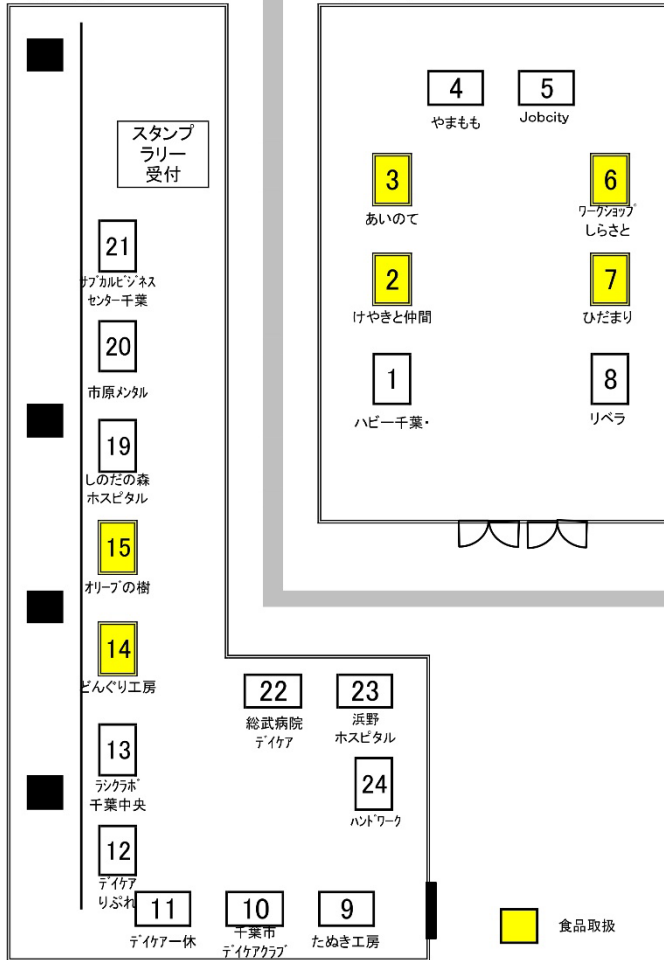 スタンプ
ラリー
受付
21
ｻﾌﾞｶﾙﾋﾞｼﾞﾈｽ
ｾﾝﾀｰ千葉
20
市原ﾒﾝﾀﾙ
19
しのだの森
ホスピタル
15
ｵﾘｰﾌﾞの樹
14
どんぐり工房
13
ﾗｼｸﾗﾎﾞ
千葉中央
12
ﾃﾞｲｹｱ
りぷれ
11
ﾃﾞｲｹｱ一休
10
千葉市
ﾃﾞｲｹｱｸﾗﾌﾞ
9
たぬき工房
22
総武病院
ﾃﾞｲｹｱ
23
浜野
ホスピタル
24
ﾊﾝﾄﾞﾜｰｸ
4
やまもも
5
Jobcity
3
あいのて
6
ﾜｰｸｼｮｯﾌﾟ
しらさと
2
けやきと仲間
7
ひだまり
1
ハビー千葉・
8
リベラ
食品取扱